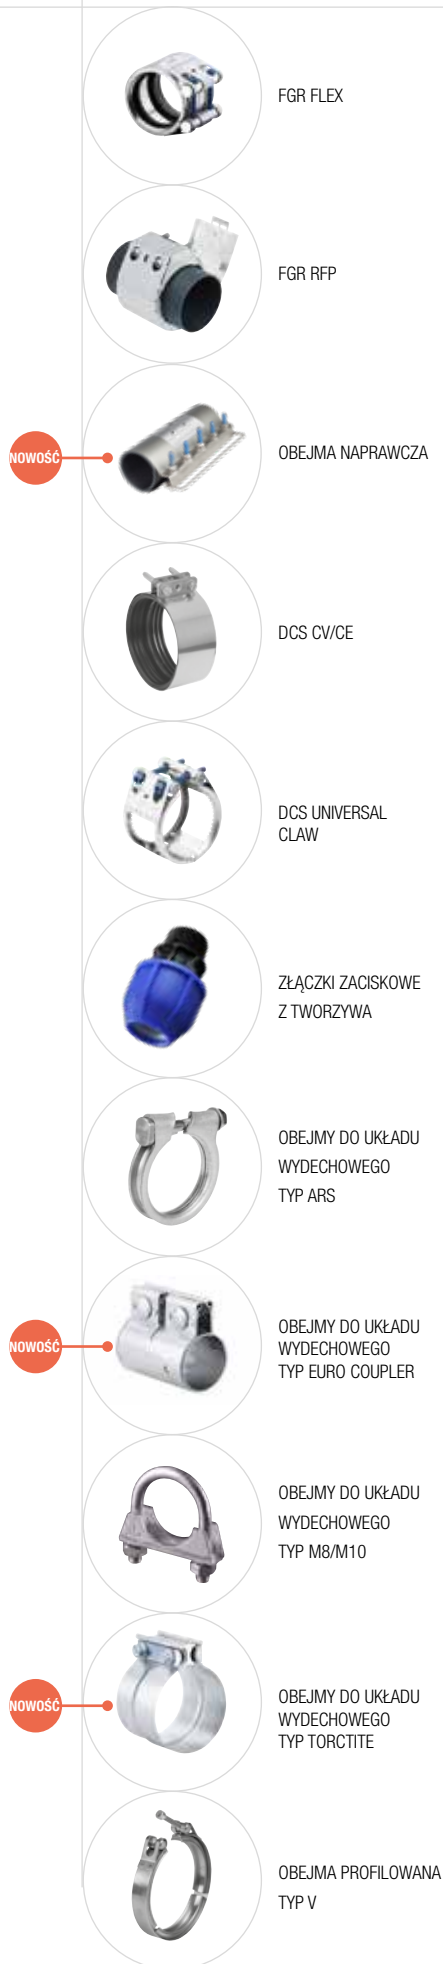 FGR FLEX
FGR RFP
NOWOŚĆ
OBEJMA NAPRAWCZA
DCS CV/CE
DCS UNIVERSAL
CLAW
ZŁĄCZKI ZACISKOWE
Z TWORZYWA
OBEJMY DO UKŁADU
WYDECHOWEGO
TYP ARS
NOWOŚĆ
OBEJMY DO UKŁADU
WYDECHOWEGO
TYP EURO COUPLER
OBEJMY DO UKŁADU
WYDECHOWEGO
TYP M8/M10
NOWOŚĆ
OBEJMY DO UKŁADU
WYDECHOWEGO
TYP TORCTITE
OBEJMA PROFILOWANA
TYP V